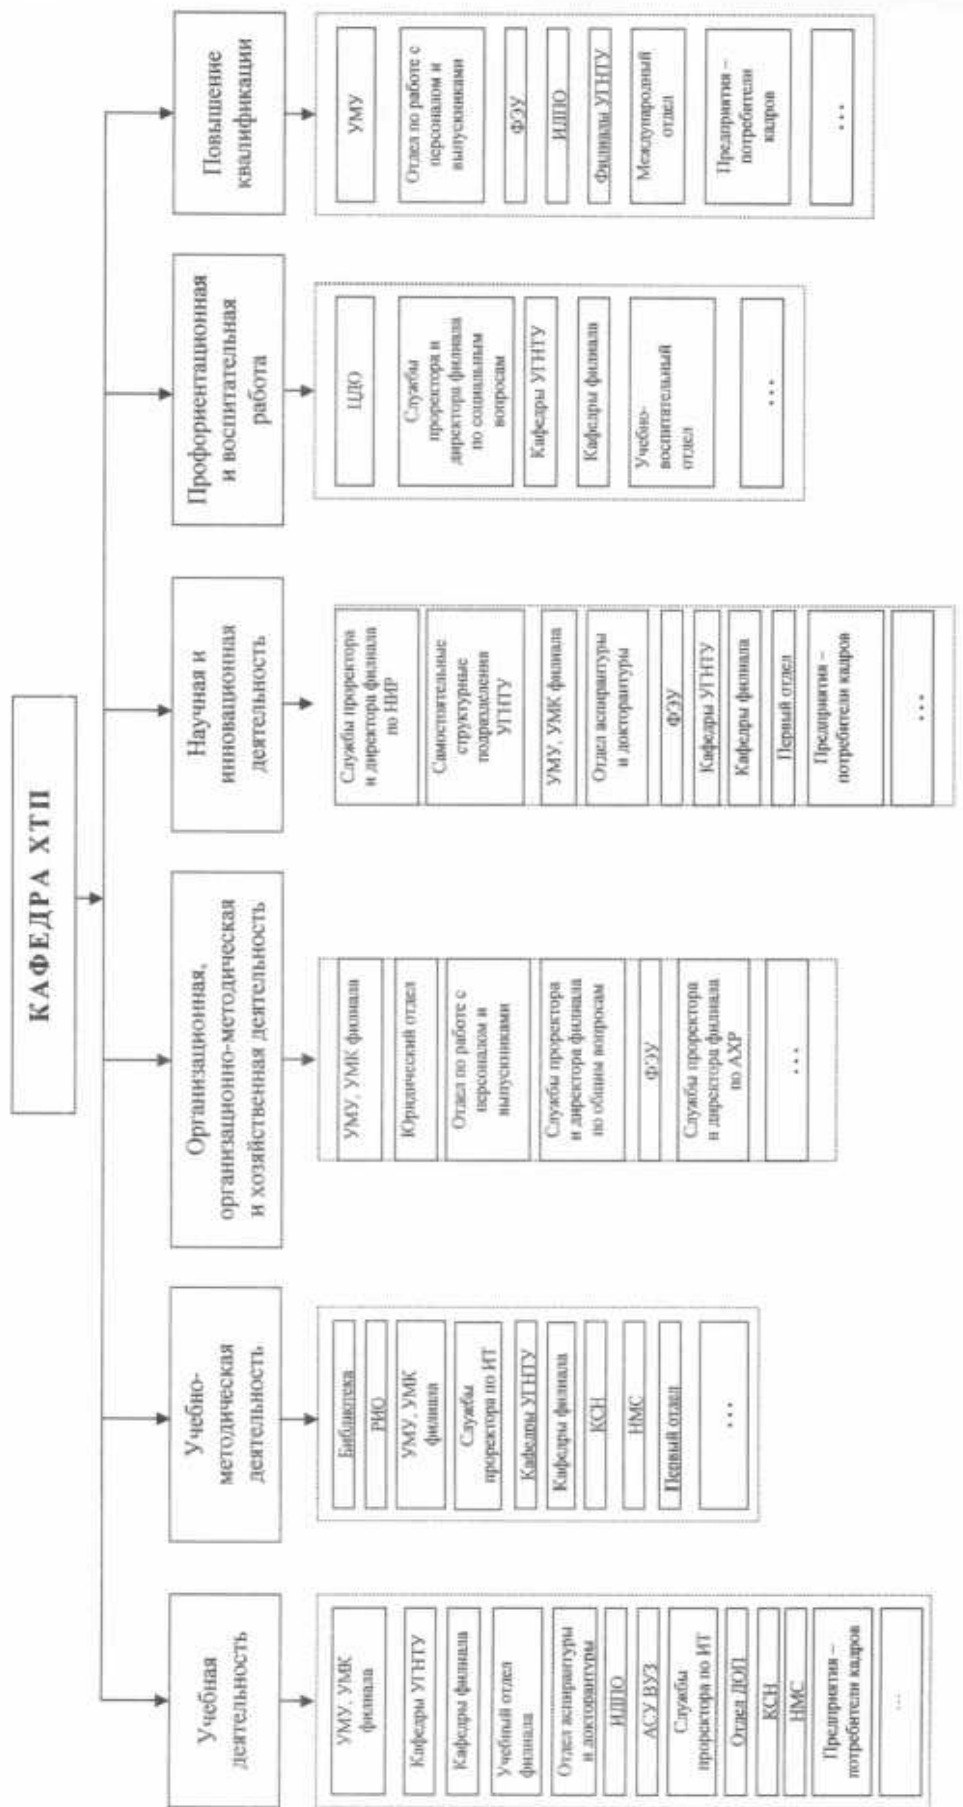 КАФЕДРА ХТП
Учебная
деятельность
УМУ, УМК
филиала
Кафедры УГНТУ
Кафедры филиала
Учебный отдел
филиала
Отдел аспирантуры
и докторантуры
ИДПО
АСУ ВУЗ
Службы
проректора по ИТ
Отдел ДОП
КСН
НМС
Предприятия –
потребители кадров
...
Учебно-
методическая
деятельность
Библиотека
РИО
УМУ, УМК
филиала
Службы
проректора по ИТ
Кафедры УГНТУ
Кафедры филиала
КСН
НМС
Первый отдел
...
Организационная,
организационно-методическая
и хозяйственная деятельность
УМУ, УМК филиала
Юридический отдел
Отдел по работе с
персоналом и
выпускниками
Службы проректора
и директора филиала
по общим вопросам
ФЭУ
Службы проректора
и директора филиала
по АХР
...
Научная и
инновационная
деятельность
Службы проректора
и директора филиала
по НИР
Самостоятельные
структурные
подразделения
УГНТУ
УМУ, УМК филиала
Отдел аспирантуры
и докторантуры
ФЭУ
Кафедры УГНТУ
Кафедры филиала
Первый отдел
Предприятия –
потребители кадров
...
Профориентационная
и воспитательная
работа
ЦДО
Службы
проректора и
директора филиала
по социальным
вопросам
Кафедры УГНТУ
Кафедры филиала
Учебно-
воспитательный
отдел
...
Повышение
квалификации
УМУ
Отдел по работе с
персоналом и
выпускниками
ФЭУ
ИДПО
Филиалы УГНТУ
Международный
отдел
Предприятия –
потребители
кадров
...